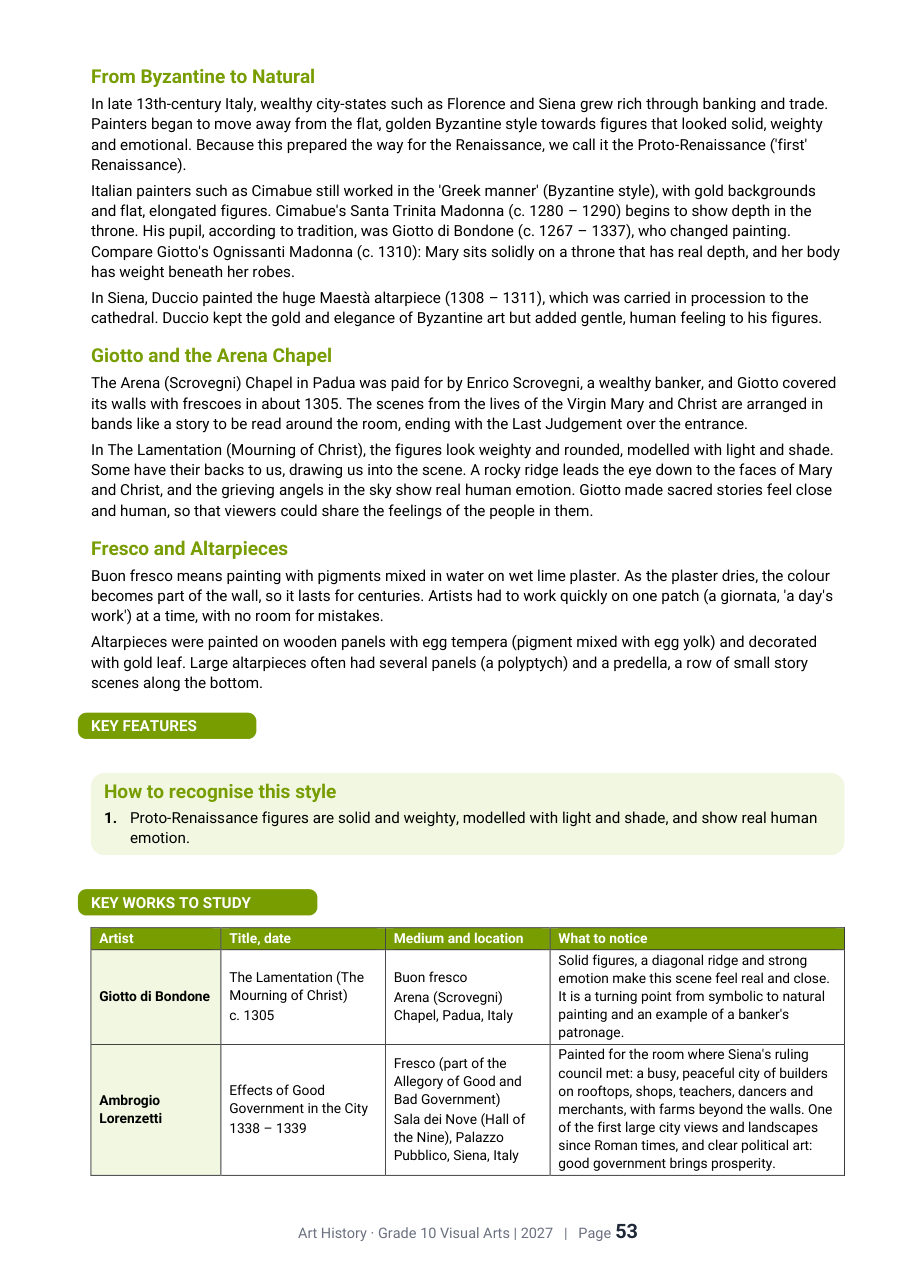 From Byzantine to Natural
In late 13th-century Italy, wealthy city-states such as Florence and Siena grew rich through banking and trade.
Painters began to move away from the flat, golden Byzantine style towards figures that looked solid, weighty
and emotional. Because this prepared the way for the Renaissance, we call it the Proto-Renaissance ('first'
Renaissance).
Italian painters such as Cimabue still worked in the 'Greek manner' (Byzantine style), with gold backgrounds
and flat, elongated figures. Cimabue's Santa Trinita Madonna (c. 1280 – 1290) begins to show depth in the
throne. His pupil, according to tradition, was Giotto di Bondone (c. 1267 – 1337), who changed painting.
Compare Giotto's Ognissanti Madonna (c. 1310): Mary sits solidly on a throne that has real depth, and her body
has weight beneath her robes.
In Siena, Duccio painted the huge Maestà altarpiece (1308 – 1311), which was carried in procession to the
cathedral. Duccio kept the gold and elegance of Byzantine art but added gentle, human feeling to his figures.
Giotto and the Arena Chapel
The Arena (Scrovegni) Chapel in Padua was paid for by Enrico Scrovegni, a wealthy banker, and Giotto covered
its walls with frescoes in about 1305. The scenes from the lives of the Virgin Mary and Christ are arranged in
bands like a story to be read around the room, ending with the Last Judgement over the entrance.
In The Lamentation (Mourning of Christ), the figures look weighty and rounded, modelled with light and shade.
Some have their backs to us, drawing us into the scene. A rocky ridge leads the eye down to the faces of Mary
and Christ, and the grieving angels in the sky show real human emotion. Giotto made sacred stories feel close
and human, so that viewers could share the feelings of the people in them.
Fresco and Altarpieces
Buon fresco means painting with pigments mixed in water on wet lime plaster. As the plaster dries, the colour
becomes part of the wall, so it lasts for centuries. Artists had to work quickly on one patch (a giornata, 'a day's
work') at a time, with no room for mistakes.
Altarpieces were painted on wooden panels with egg tempera (pigment mixed with egg yolk) and decorated
with gold leaf. Large altarpieces often had several panels (a polyptych) and a predella, a row of small story
scenes along the bottom.
KEY FEATURES
How to recognise this style
1. Proto-Renaissance figures are solid and weighty, modelled with light and shade, and show real human
emotion.
KEY WORKS TO STUDY
Artist
Title, date
Medium and location
What to notice
Giotto di Bondone
The Lamentation (The
Mourning of Christ)
c. 1305
Buon fresco
Arena (Scrovegni)
Chapel, Padua, Italy
Solid figures, a diagonal ridge and strong
emotion make this scene feel real and close.
It is a turning point from symbolic to natural
painting and an example of a banker's
patronage.
Ambrogio
Lorenzetti
Effects of Good
Government in the City
1338 – 1339
Fresco (part of the
Allegory of Good and
Bad Government)
Sala dei Nove (Hall of
the Nine), Palazzo
Pubblico, Siena, Italy
Painted for the room where Siena's ruling
council met: a busy, peaceful city of builders
on rooftops, shops, teachers, dancers and
merchants, with farms beyond the walls. One
of the first large city views and landscapes
since Roman times, and clear political art:
good government brings prosperity.
Art History · Grade 10 Visual Arts | 2027 | Page 53